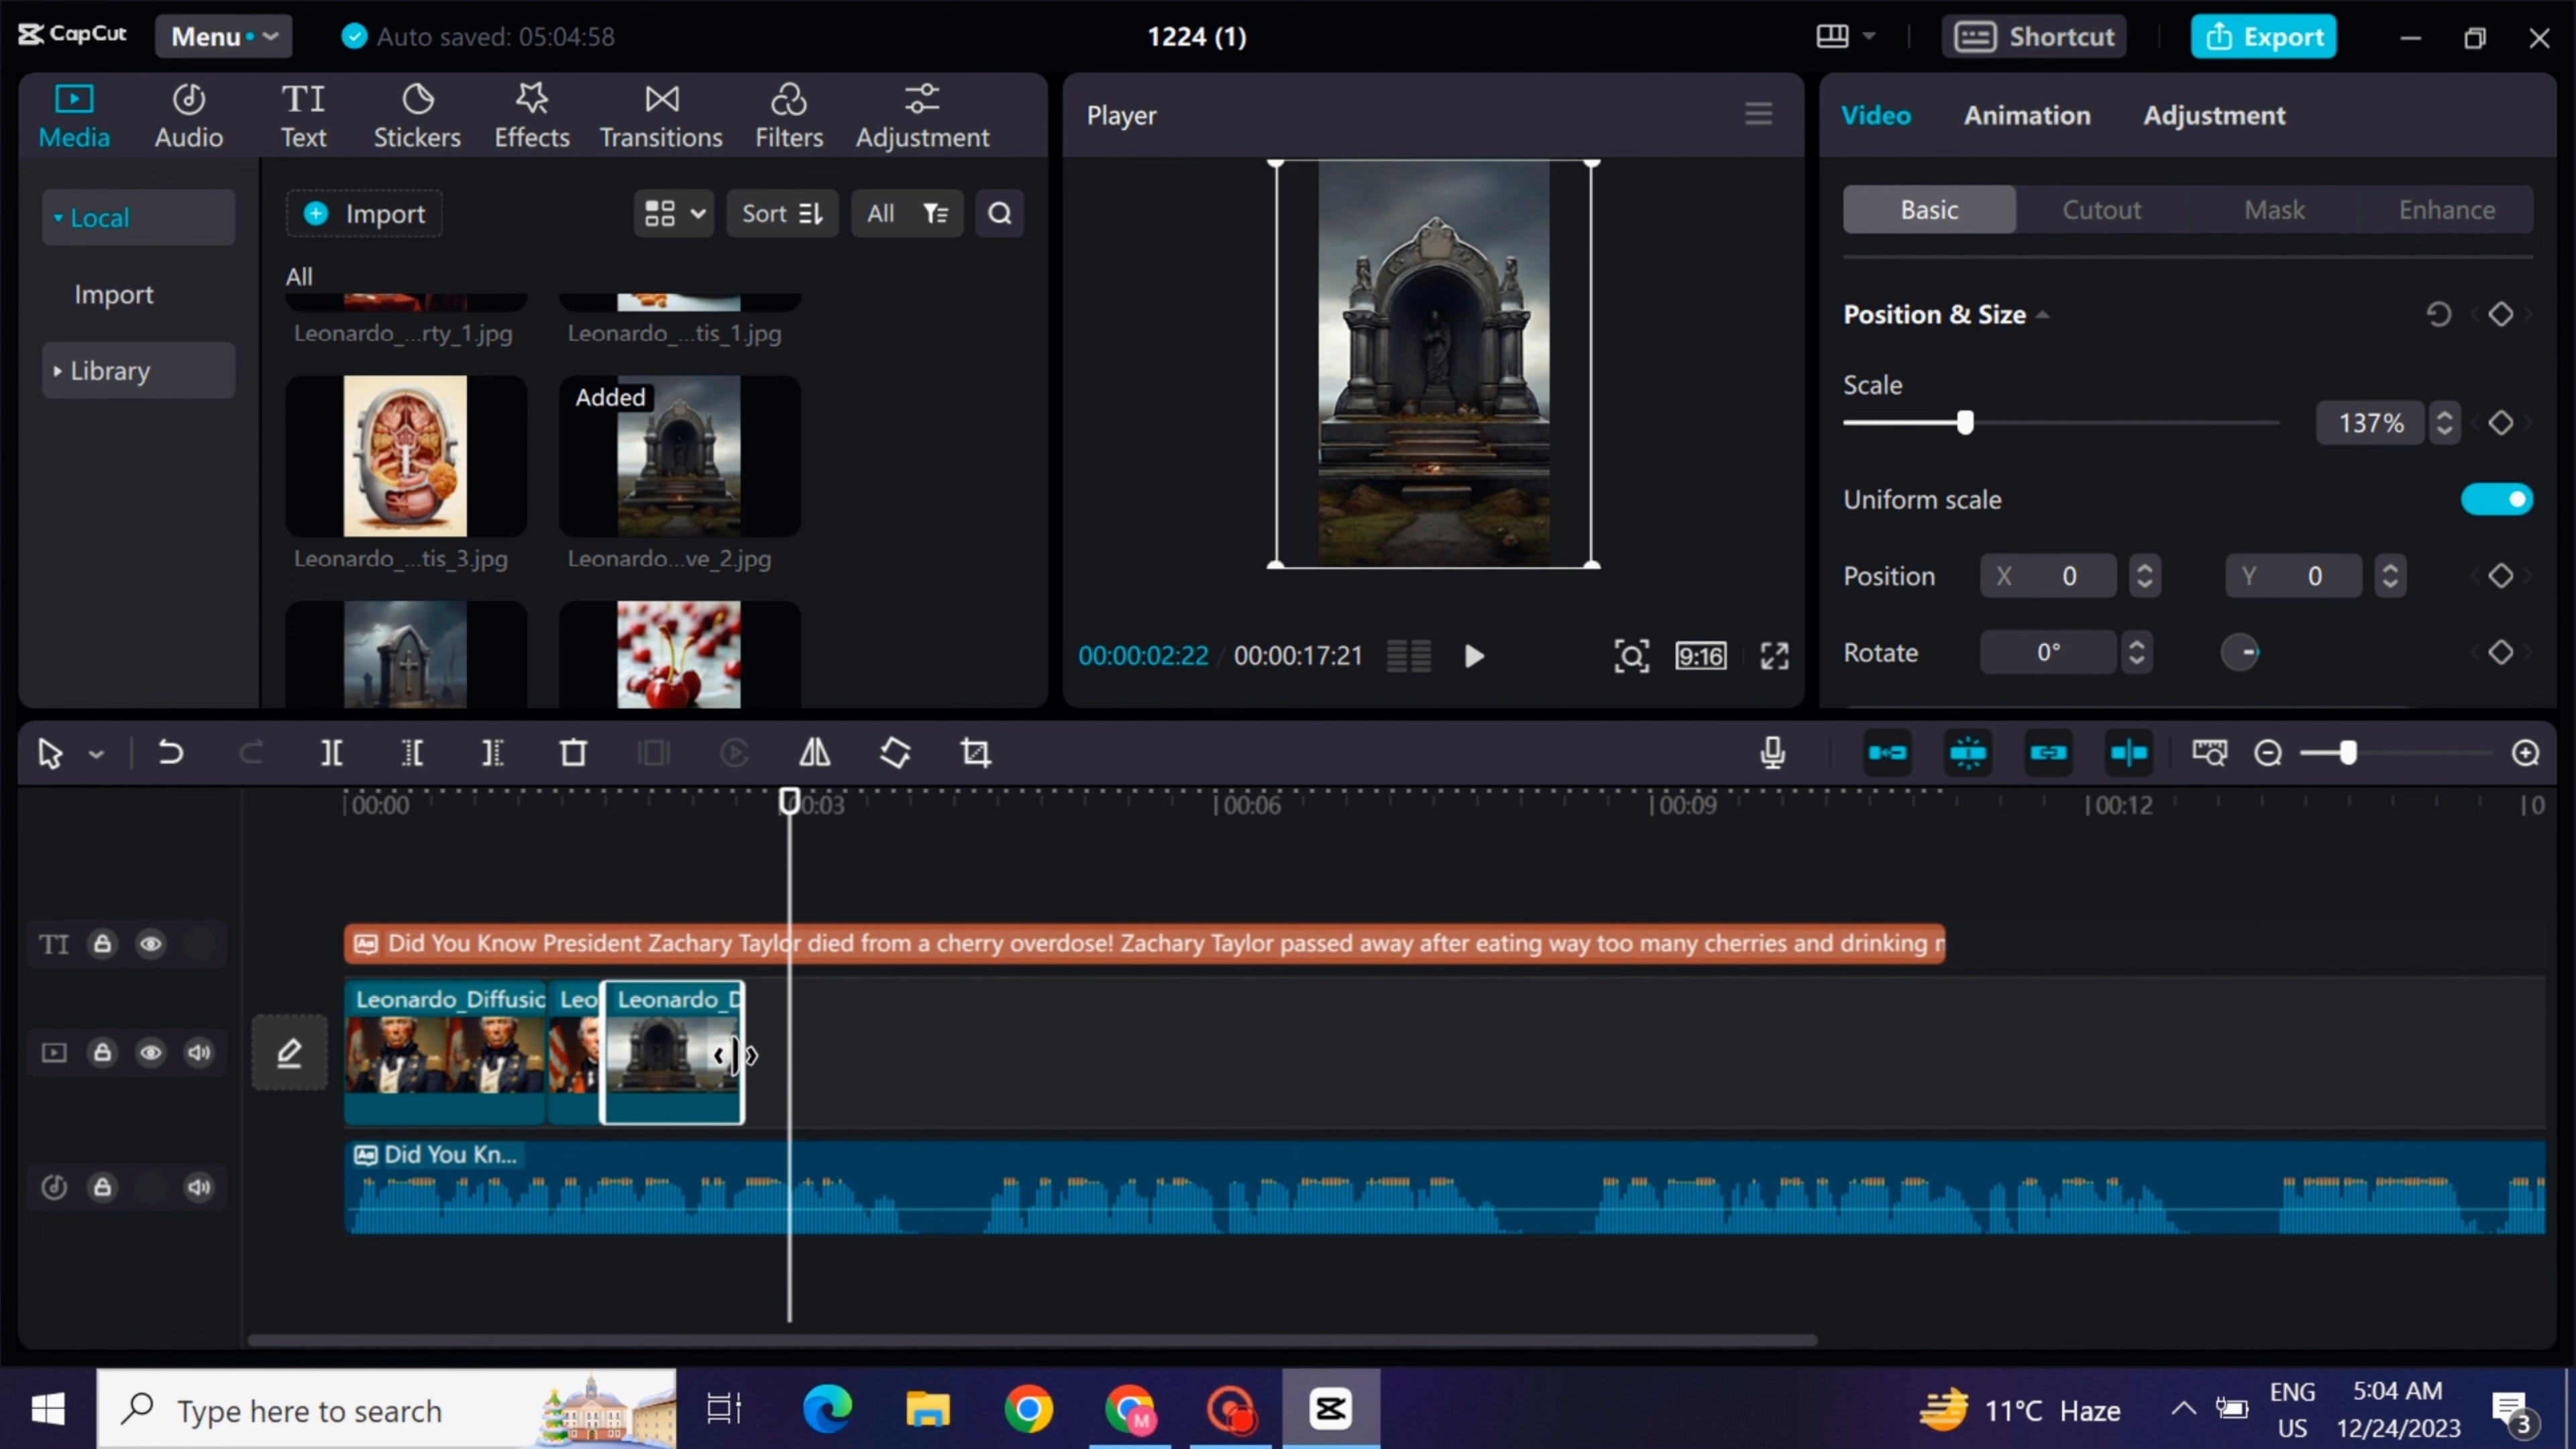 CapCut
Menu
Auto saved: 05:04:58
1224 (1)
Shortcut
Export
Media
Audio
Text
Stickers
Effects
Transitions
Filters
Adjustment
Player
Video
Animation
Adjustment
Local
Import
Sort
All
Basic
Cutout
Mask
Enhance
Import
Library
All
Leonardo_...rty_1.jpg
Leonardo_...tis_1.jpg
Added
Leonardo_...tis_3.jpg
Leonardo...ve_2.jpg
Position & Size
Scale
137%
Uniform scale
Position
X 0
Y 0
Rotate
0°
00:00:02:22 / 00:00:17:21
9:16
00:00
00:03
00:06
00:09
00:12
0
TI
Did You Know President Zachary Taylor died from a cherry overdose! Zachary Taylor passed away after eating way too many cherries and drinking
Leonardo_Diffusic
Leo
Leonardo_D
Did You Kn...
Type here to search
11°C Haze
ENG
US
5:04 AM
12/24/2023
3